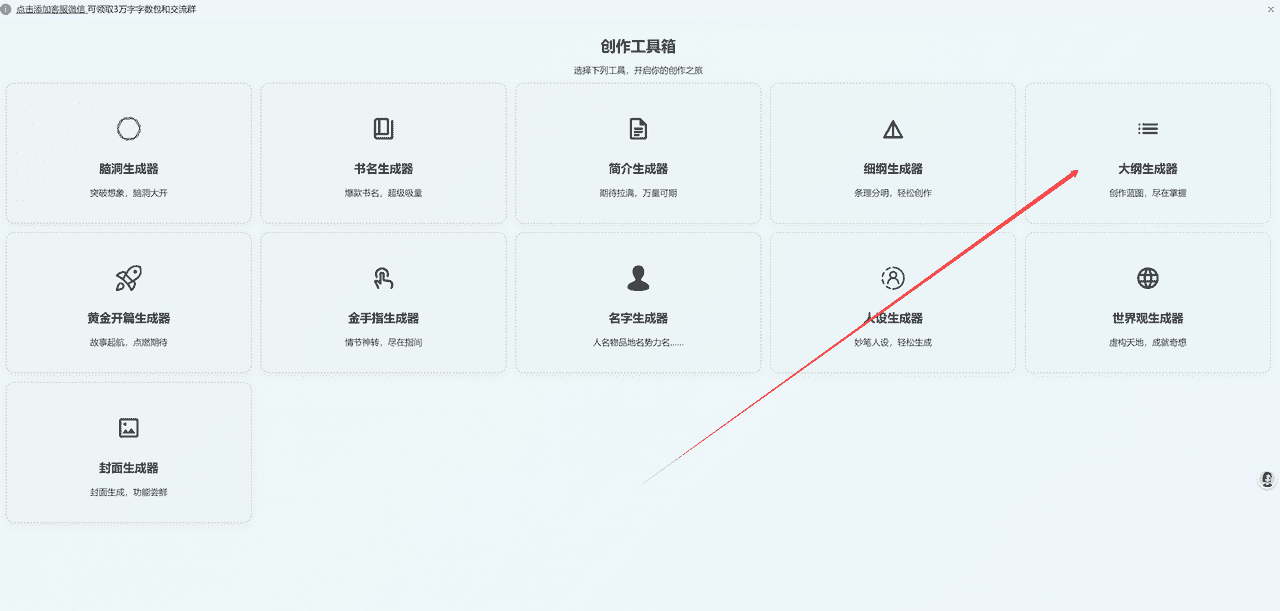 点击添加客服微信 可领取3万字字数包和交流群
创作工具箱
选择下列工具，开启你的创作之旅
脑洞生成器
突破想象，脑洞大开
书名生成器
爆款书名，超级吸量
简介生成器
期待拉满，万量可期
细纲生成器
条理分明，轻松创作
大纲生成器
创作蓝图，尽在掌握
黄金开篇生成器
故事起航，点燃期待
金手指生成器
情节神转，尽在指间
名字生成器
人名物品地名势力名......
人设生成器
妙笔人设，轻松生成
世界观生成器
虚构天地，成就奇想
封面生成器
封面生成，功能尝鲜